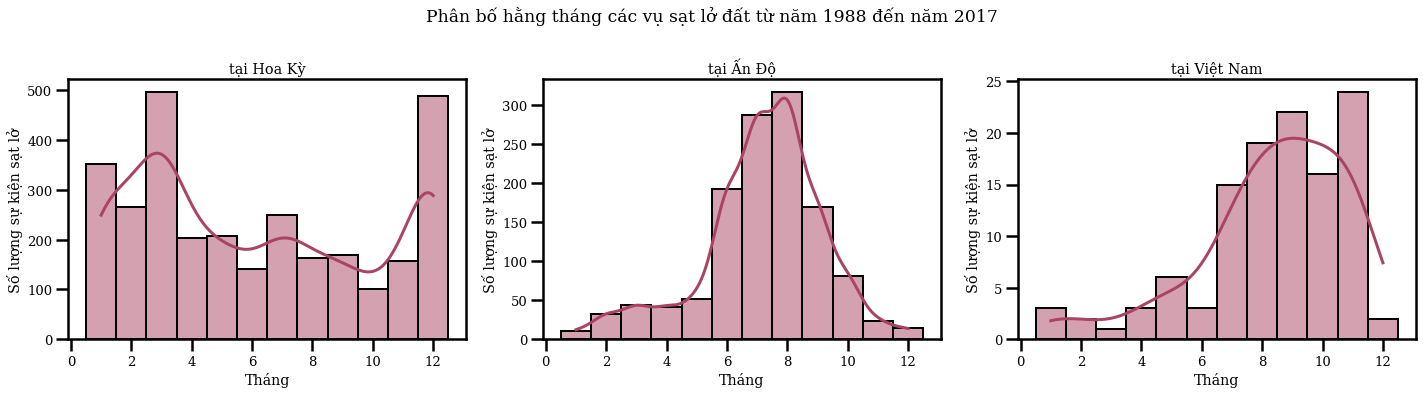 Phân bố hằng tháng các vụ sạt lở đất từ năm 1988 đến năm 2017
tại Hoa Kỳ
Số lượng sự kiện sạt lở
0
100
200
300
400
500
0 2 4 6 8 10 12
Tháng
tại Ấn Độ
Số lượng sự kiện sạt lở
0
50
100
150
200
250
300
0 2 4 6 8 10 12
Tháng
tại Việt Nam
Số lượng sự kiện sạt lở
0
5
10
15
20
25
0 2 4 6 8 10 12
Tháng